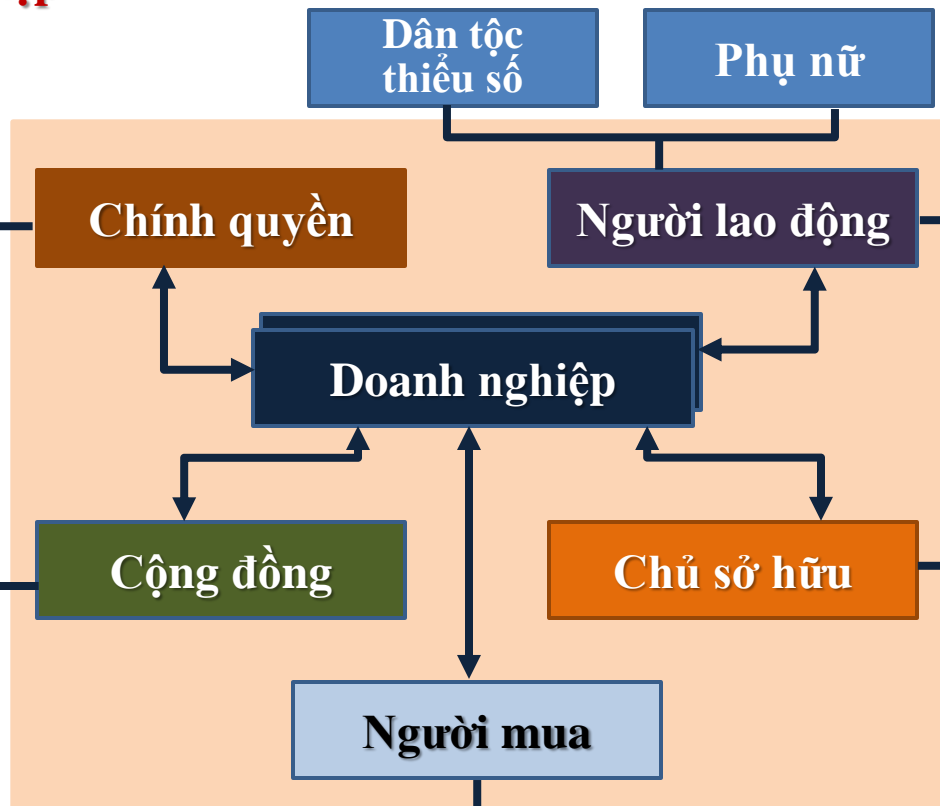 Dân tộc
thiểu số
Phụ nữ
Chính quyền
Người lao động
Doanh nghiệp
Cộng đồng
Chủ sở hữu
Người mua